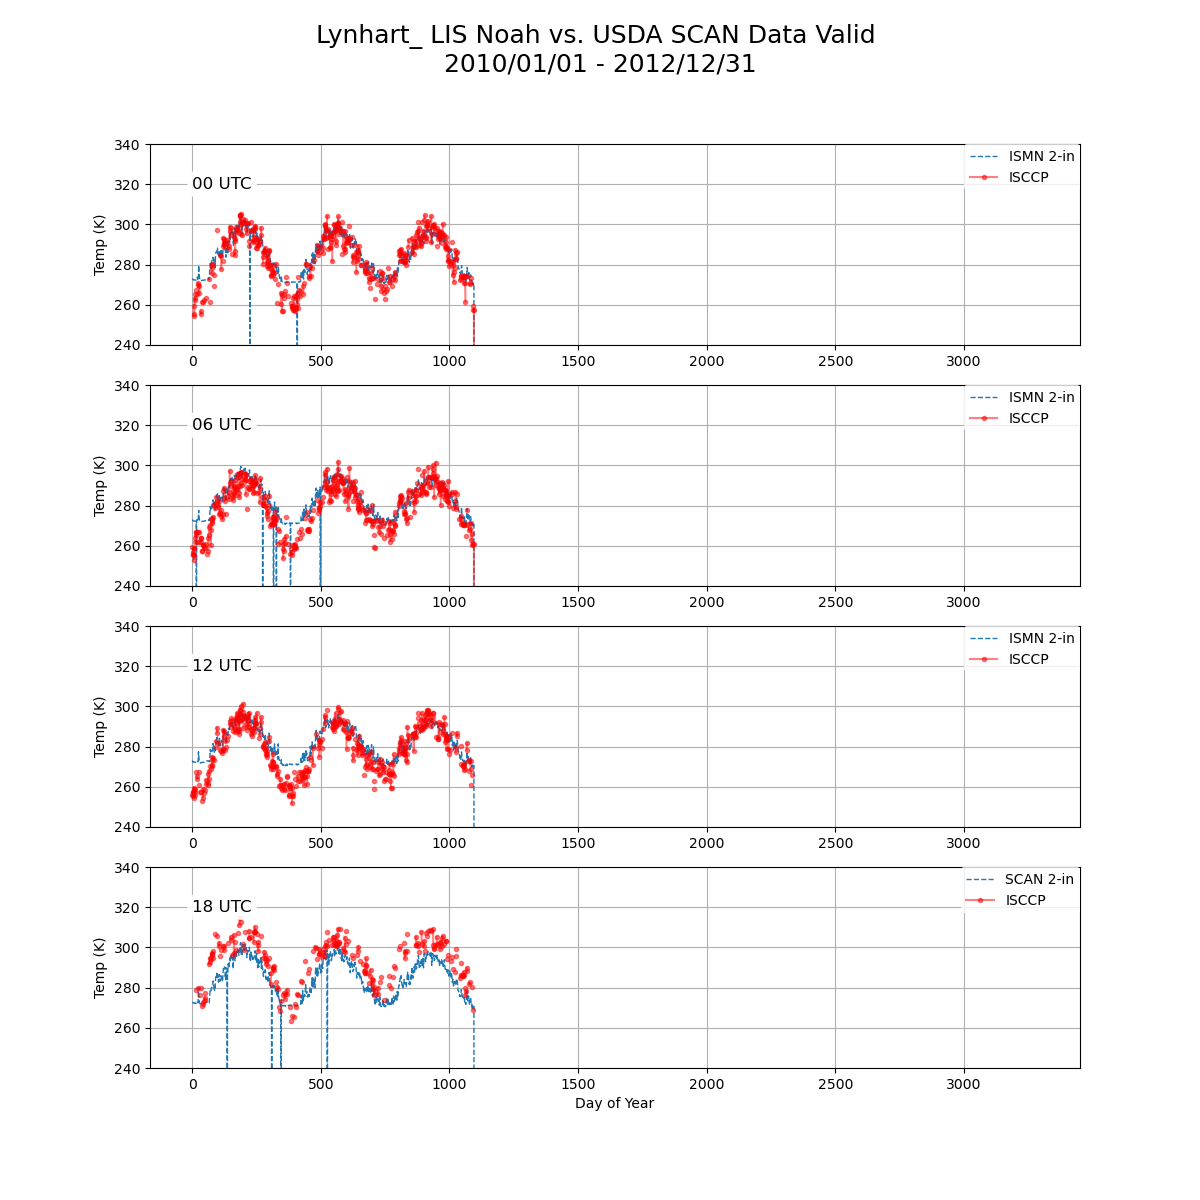 Lynhart_ LIS Noah vs. USDA SCAN Data Valid
2010/01/01 - 2012/12/31
340
320
300
280
260
240
Temp (K)
00 UTC
ISMN 2-in
ISCCP
0 500 1000 1500 2000 2500 3000
340
320
300
280
260
240
Temp (K)
06 UTC
ISMN 2-in
ISCCP
0 500 1000 1500 2000 2500 3000
340
320
300
280
260
240
Temp (K)
12 UTC
ISMN 2-in
ISCCP
0 500 1000 1500 2000 2500 3000
340
320
300
280
260
240
Temp (K)
18 UTC
SCAN 2-in
ISCCP
0 500 1000 1500 2000 2500 3000
Day of Year